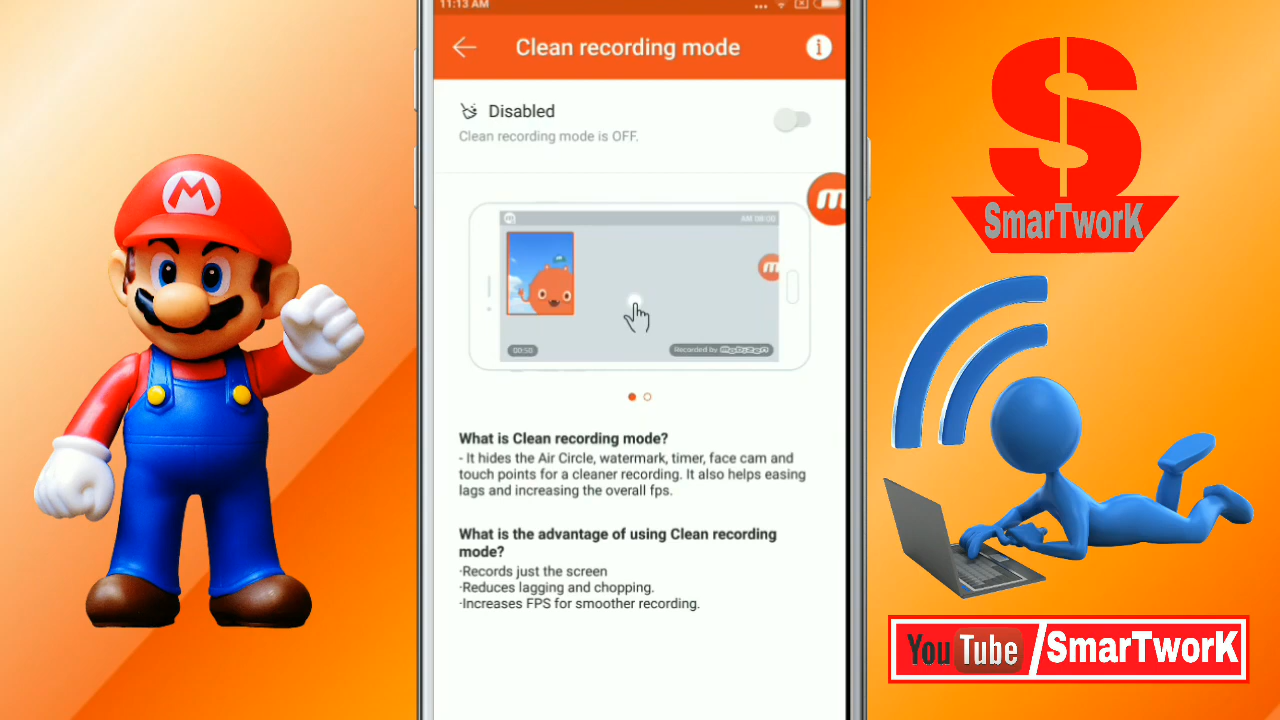 11:13 AM
Clean recording mode
i
Disabled
Clean recording mode is OFF.
AM 08:00
00:50
Recorded by Mobizen
What is Clean recording mode?
- It hides the Air Circle, watermark, timer, face cam and
touch points for a cleaner recording. It also helps easing
lags and increasing the overall fps.
What is the advantage of using Clean recording
mode?
·Records just the screen
·Reduces lagging and chopping.
·Increases FPS for smoother recording.
M
m
m
S
SmarTworK
YouTube/SmarTworK